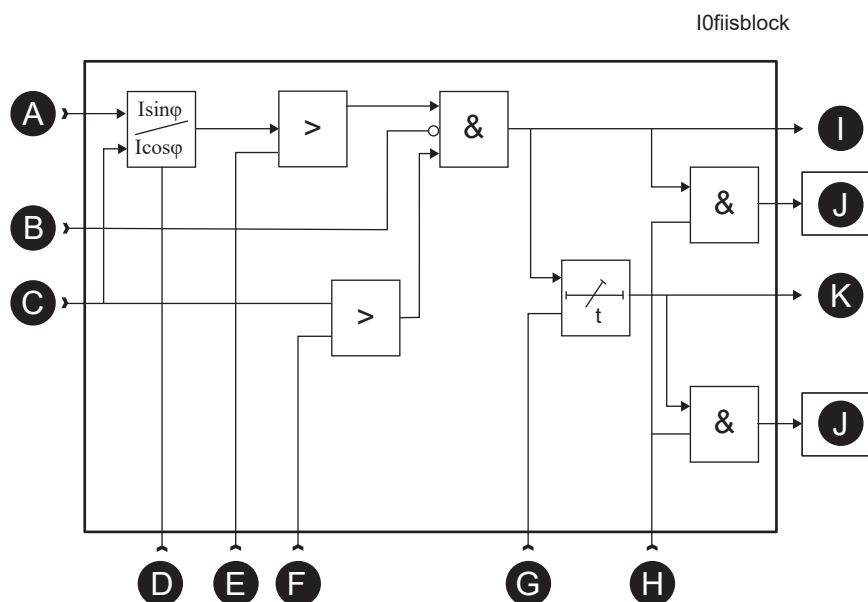 I0fiisblock
A
Isinφ
Icosφ
>
&
I
B
&
J
C
>
t
K
&
J
D
E
F
G
H